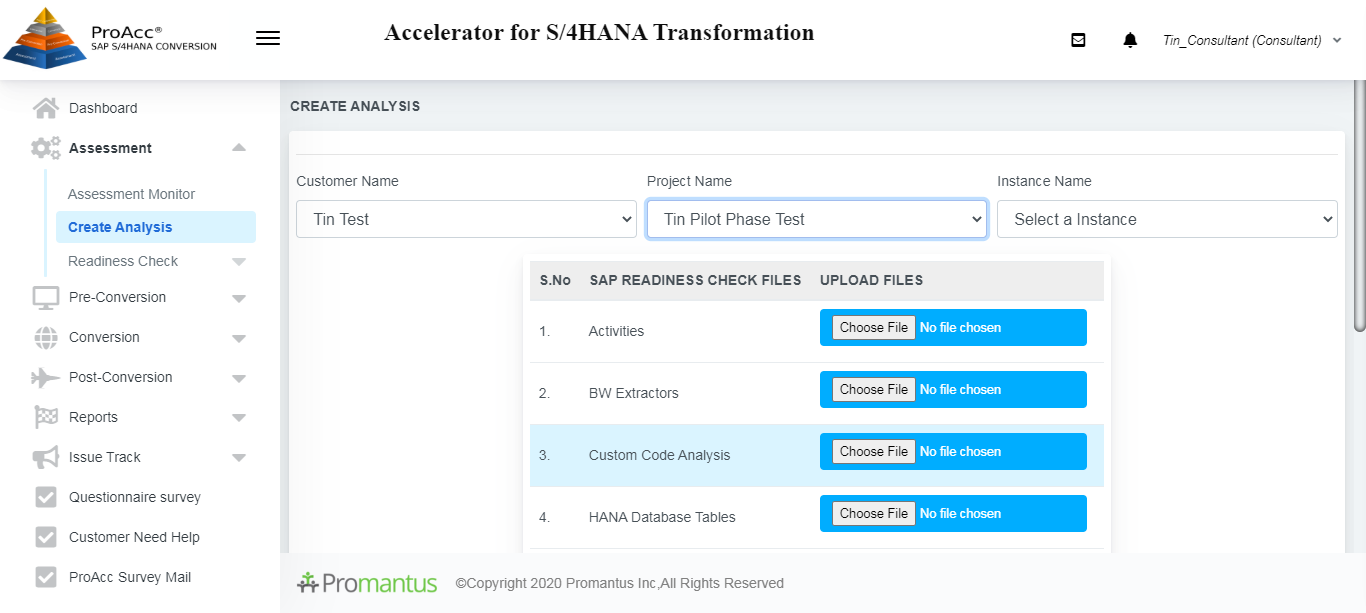 ProAcc®
SAP S/4HANA CONVERSION
Accelerator for S/4HANA Transformation
Tin_Consultant (Consultant)
Dashboard
Assessment
Assessment Monitor
Create Analysis
Readiness Check
Pre-Conversion
Conversion
Post-Conversion
Reports
Issue Track
Questionnaire survey
Customer Need Help
ProAcc Survey Mail
CREATE ANALYSIS
Customer Name Project Name Instance Name
Tin Test Tin Pilot Phase Test Select a Instance
S.No SAP READINESS CHECK FILES UPLOAD FILES
1. Activities Choose File No file chosen
2. BW Extractors Choose File No file chosen
3. Custom Code Analysis Choose File No file chosen
4. HANA Database Tables Choose File No file chosen
Promantus ©Copyright 2020 Promantus Inc,All Rights Reserved